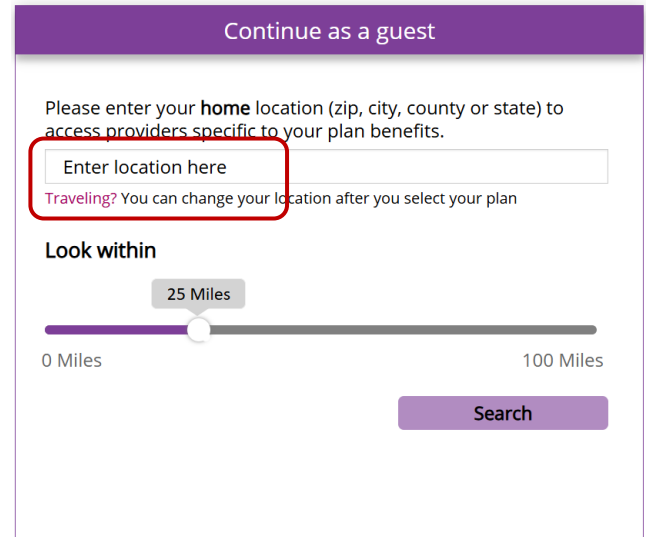 Continue as a guest
Please enter your home location (zip, city, county or state) to
access providers specific to your plan benefits.
Enter location here
Traveling? You can change your location after you select your plan
Look within
25 Miles
0 Miles 100 Miles
Search